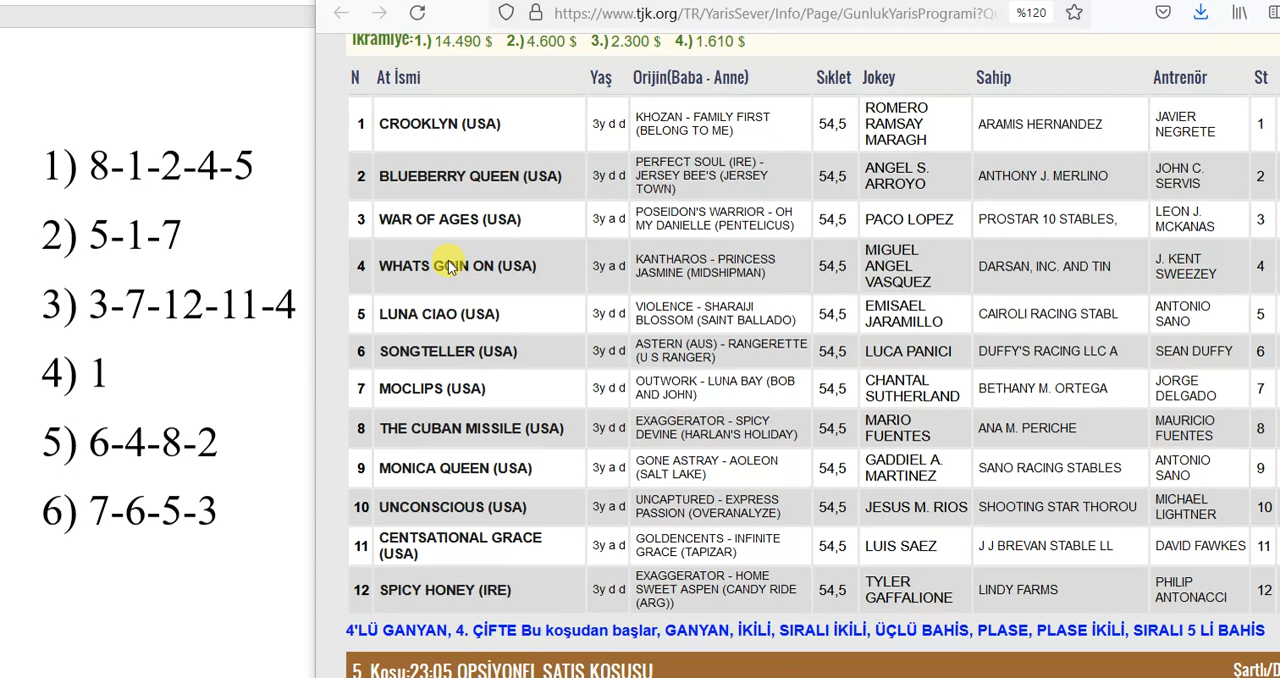 1) 8-1-2-4-5
2) 5-1-7
3) 3-7-12-11-4
4) 1
5) 6-4-8-2
6) 7-6-5-3
https://www.tjk.org/TR/YarisSever/Info/Page/GunlukYarisProgrami?Qu
%120
İkramiye:1.) 14.490 $ 2.) 4.600 $ 3.) 2.300 $ 4.) 1.610 $
N At İsmi Yaş Orijin(Baba - Anne) Sıklet Jokey Sahip Antrenör St
1 CROOKLYN (USA) 3y d d KHOZAN - FAMILY FIRST (BELONG TO ME) 54,5 ROMERO RAMSAY MARAGH ARAMIS HERNANDEZ JAVIER NEGRETE 1
2 BLUEBERRY QUEEN (USA) 3y d d PERFECT SOUL (IRE) - JERSEY BEE'S (JERSEY TOWN) 54,5 ANGEL S. ARROYO ANTHONY J. MERLINO JOHN C. SERVIS 2
3 WAR OF AGES (USA) 3y a d POSEIDON'S WARRIOR - OH MY DANIELLE (PENTELICUS) 54,5 PACO LOPEZ PROSTAR 10 STABLES, LEON J. MCKANAS 3
4 WHATS GOIN ON (USA) 3y a d KANTHAROS - PRINCESS JASMINE (MIDSHIPMAN) 54,5 MIGUEL ANGEL VASQUEZ DARSAN, INC. AND TIN J. KENT SWEEZEY 4
5 LUNA CIAO (USA) 3y d d VIOLENCE - SHARAIJI BLOSSOM (SAINT BALLADO) 54,5 EMISAEL JARAMILLO CAIROLI RACING STABL ANTONIO SANO 5
6 SONGTELLER (USA) 3y d d ASTERN (AUS) - RANGERETTE (U S RANGER) 54,5 LUCA PANICI DUFFY'S RACING LLC A SEAN DUFFY 6
7 MOCLIPS (USA) 3y d d OUTWORK - LUNA BAY (BOB AND JOHN) 54,5 CHANTAL SUTHERLAND BETHANY M. ORTEGA JORGE DELGADO 7
8 THE CUBAN MISSILE (USA) 3y d d EXAGGERATOR - SPICY DEVINE (HARLAN'S HOLIDAY) 54,5 MARIO FUENTES ANA M. PERICHE MAURICIO FUENTES 8
9 MONICA QUEEN (USA) 3y a d GONE ASTRAY - AOLEON (SALT LAKE) 54,5 GADDIEL A. MARTINEZ SANO RACING STABLES ANTONIO SANO 9
10 UNCONSCIOUS (USA) 3y a d UNCAPTURED - EXPRESS PASSION (OVERANALYZE) 54,5 JESUS M. RIOS SHOOTING STAR THOROU MICHAEL LIGHTNER 10
11 CENTSATIONAL GRACE (USA) 3y a d GOLDENCENTS - INFINITE GRACE (TAPIZAR) 54,5 LUIS SAEZ J J BREVAN STABLE LL DAVID FAWKES 11
12 SPICY HONEY (IRE) 3y d d EXAGGERATOR - HOME SWEET ASPEN (CANDY RIDE (ARG)) 54,5 TYLER GAFFALIONE LINDY FARMS PHILIP ANTONACCI 12
4'LÜ GANYAN, 4. ÇİFTE Bu koşudan başlar, GANYAN, İKİLİ, SIRALI İKİLİ, ÜÇLÜ BAHİS, PLASE, PLASE İKİLİ, SIRALI 5 Lİ BAHİS
5. Koşu:23:05 OPSİYONEL SATIŞ KOŞUSU Şartlı/D